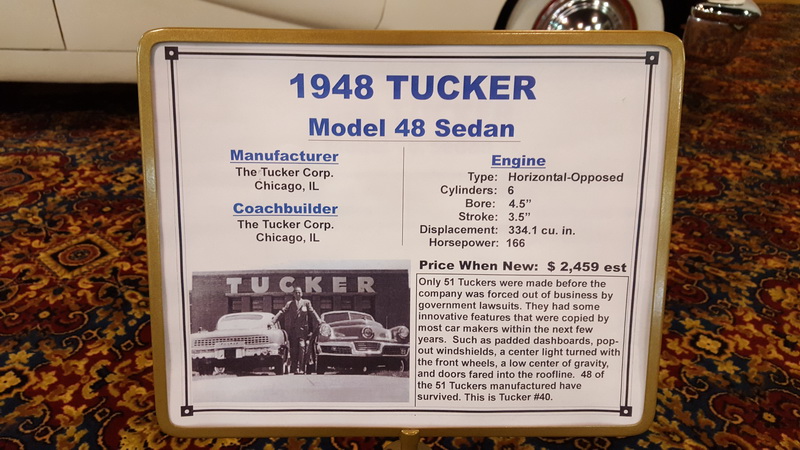 1948 TUCKER
Model 48 Sedan
Manufacturer
The Tucker Corp.
Chicago, IL
Coachbuilder
The Tucker Corp.
Chicago, IL
Engine
Type: Horizontal-Opposed
Cylinders: 6
Bore: 4.5"
Stroke: 3.5"
Displacement: 334.1 cu. in.
Horsepower: 166
TUCKER
Price When New: $ 2,459 est
Only 51 Tuckers were made before the
company was forced out of business by
government lawsuits. They had some
innovative features that were copied by
most car makers within the next few
years. Such as padded dashboards, pop-
out windshields, a center light turned with
the front wheels, a low center of gravity,
and doors fared into the roofline. 48 of
the 51 Tuckers manufactured have
survived. This is Tucker #40.